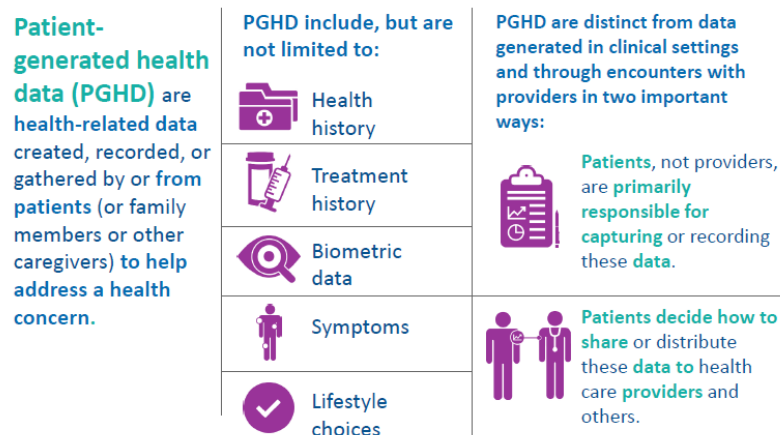 Patient-
generated health
data (PGHD) are
health-related data
created, recorded, or
gathered by or from
patients (or family
members or other
caregivers) to help
address a health
concern.
PGHD include, but are
not limited to:
Health
history
Treatment
history
Biometric
data
Symptoms
Lifestyle
choices
PGHD are distinct from data
generated in clinical settings
and through encounters with
providers in two important
ways:
Patients, not providers,
are primarily
responsible for
capturing or recording
these data.
Patients decide how to
share or distribute
these data to health
care providers and
others.